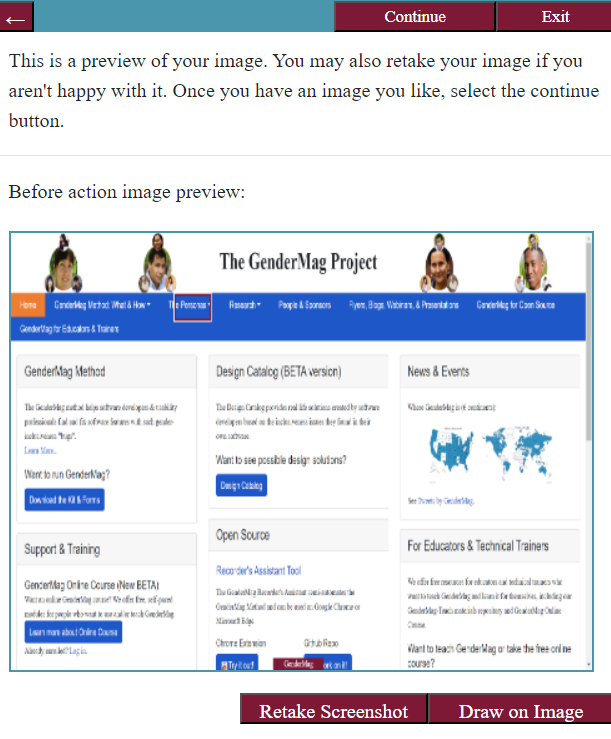 ←
Continue
Exit
This is a preview of your image. You may also retake your image if you
aren't happy with it. Once you have an image you like, select the continue
button.
Before action image preview:
The GenderMag Project
Home
GenderMag Method: What & How
The Personas
Research
People & Sponsors
Flyers, Blogs, Webinars, & Presentations
GenderMag for Open Source
GenderMag for Educators & Trainers
GenderMag Method
The GenderMag method helps software developers & usability
professionals find and fix software features with such gender-
inclusiveness "bugs".
Learn More..
Want to run GenderMag?
Download the Kit & Forms
Support & Training
GenderMag Online Course (New BETA)
Want an online GenderMag course? We offer free, self-paced
modules for people who want to use and/or teach GenderMag
Learn more about Online Course
Already enrolled? Log in.
Design Catalog (BETA version)
The Design Catalog provides real life solutions created by software
developers based on the inclusiveness issues they found in their
own software.
Want to see possible design solutions?
Design Catalog
Open Source
Recorder's Assistant Tool
The GenderMag Recorder's Assistant semi-automates the
GenderMag Method and can be used on Google Chrome or
Microsoft Edge
Chrome Extension
Github Repo
Try it out!
GenderMag
ork on it!
News & Events
Where GenderMag is (6 continents):
See Tweets by GenderMag.
For Educators & Technical Trainers
We offer free resources for educators and technical trainers who
want to teach GenderMag and learn it for themselves, including our
GenderMag-Teach materials repository and GenderMag Online
Course
Want to teach GenderMag or take the free online
course?
Retake Screenshot
Draw on Image